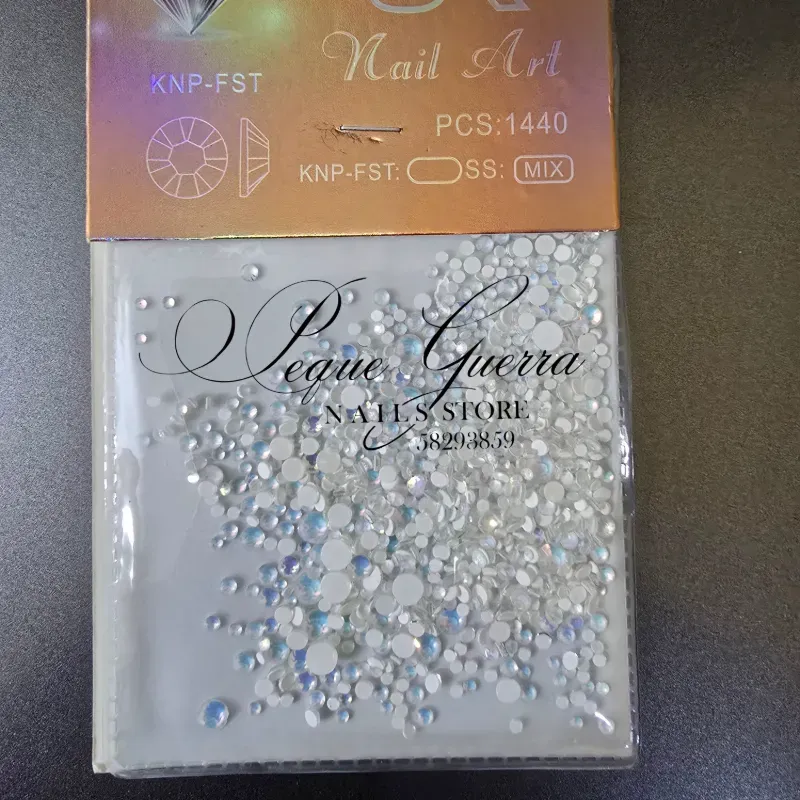 Nail Art
KNP-FST
PCS:1440
KNP-FST: SS: MIX
Peque Guerra
NAILS STORE
58293859